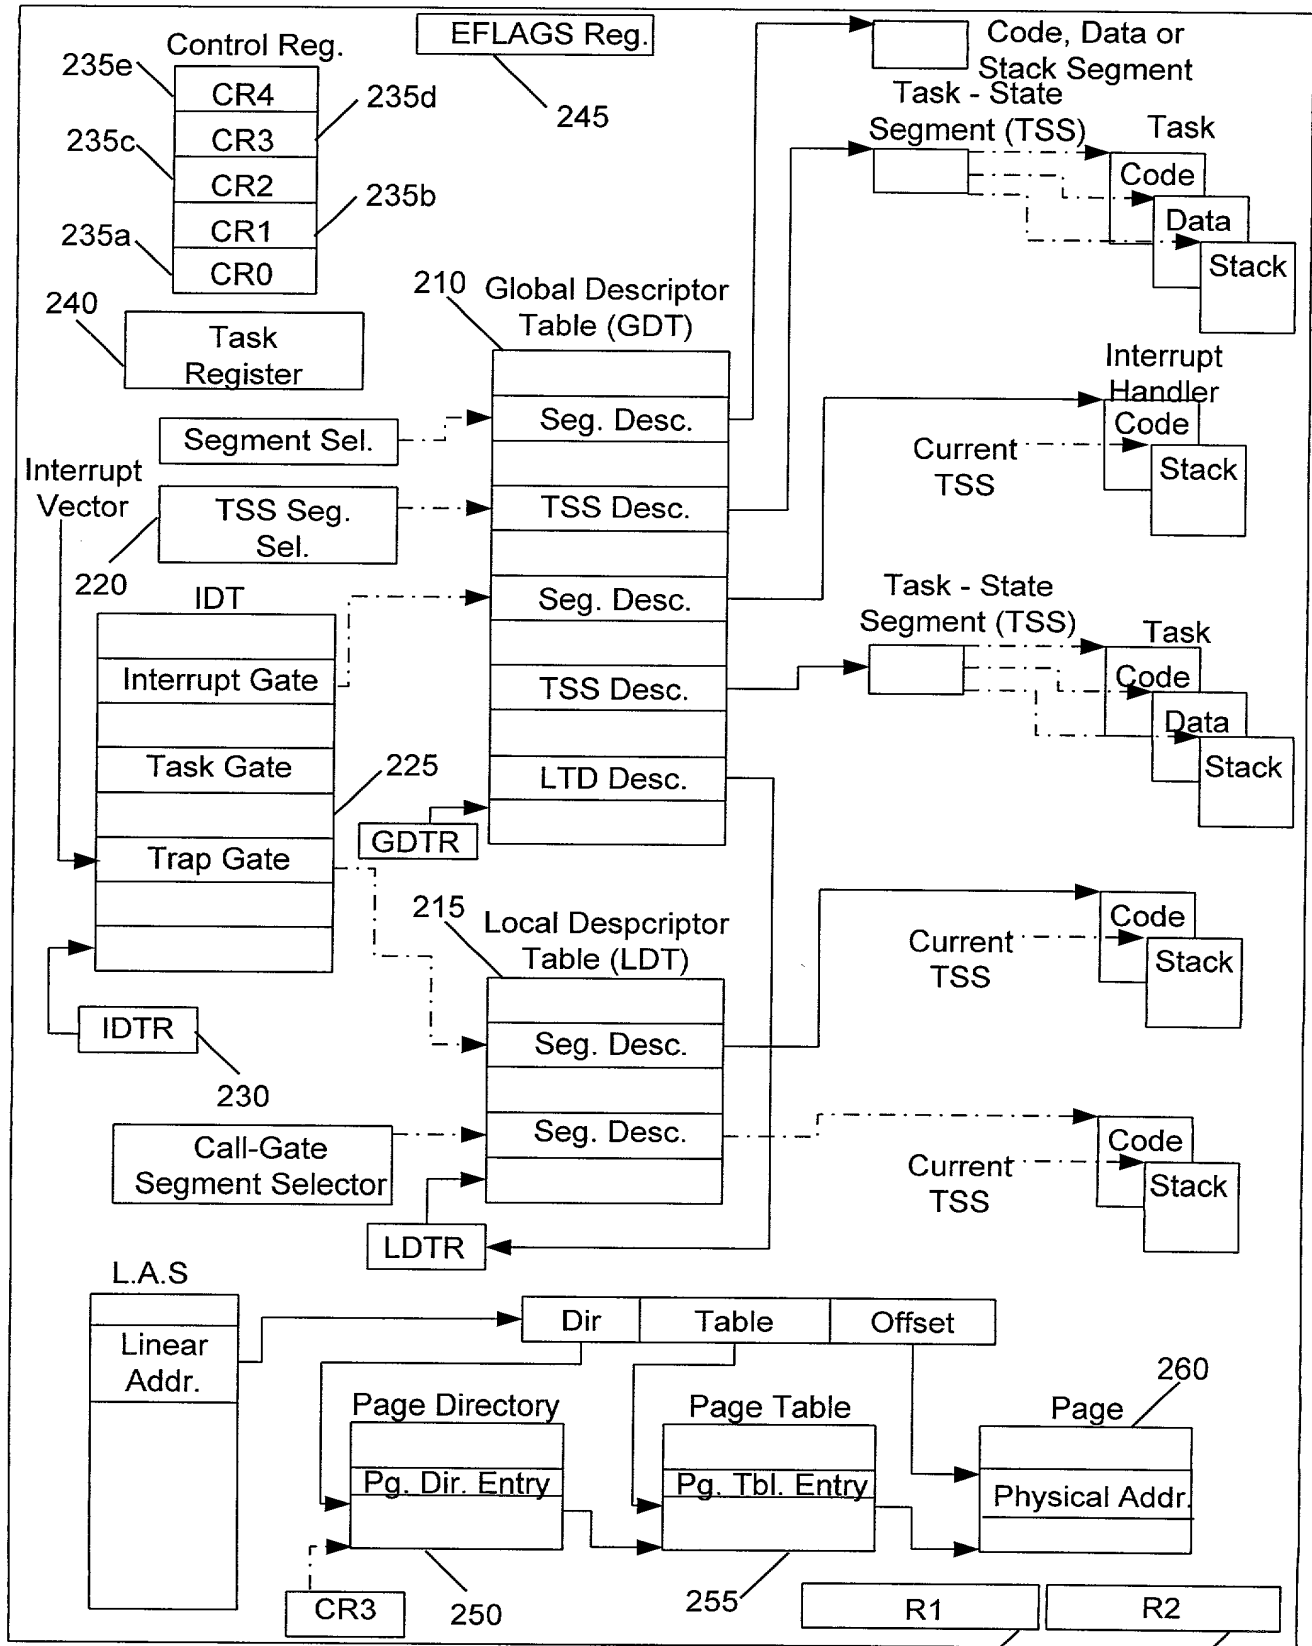 Control Reg.
EFLAGS Reg.
245
235e
CR4
235d
CR3
235c
CR2
235b
CR1
235a
CR0
240
Task
Register
Code, Data or
Stack Segment
Task - State
Segment (TSS)
Task
Code
Data
Stack
210
Global Descriptor
Table (GDT)
Seg. Desc.
TSS Desc.
Seg. Desc.
TSS Desc.
LTD Desc.
GDTR
Segment Sel.
TSS Seg.
Sel.
220
Interrupt
Vector
IDT
Interrupt Gate
Task Gate
225
Trap Gate
IDTR
230
Interrupt
Handler
Code
Stack
Current
TSS
Task - State
Segment (TSS)
Task
Code
Data
Stack
215
Local Despcriptor
Table (LDT)
Seg. Desc.
Seg. Desc.
Code
Stack
Current
TSS
Call-Gate
Segment Selector
LDTR
Code
Stack
Current
TSS
L.A.S
Linear
Addr.
Dir
Table
Offset
Page Directory
Pg. Dir. Entry
250
CR3
Page Table
Pg. Tbl. Entry
255
260
Page
Physical Addr.
R1
R2